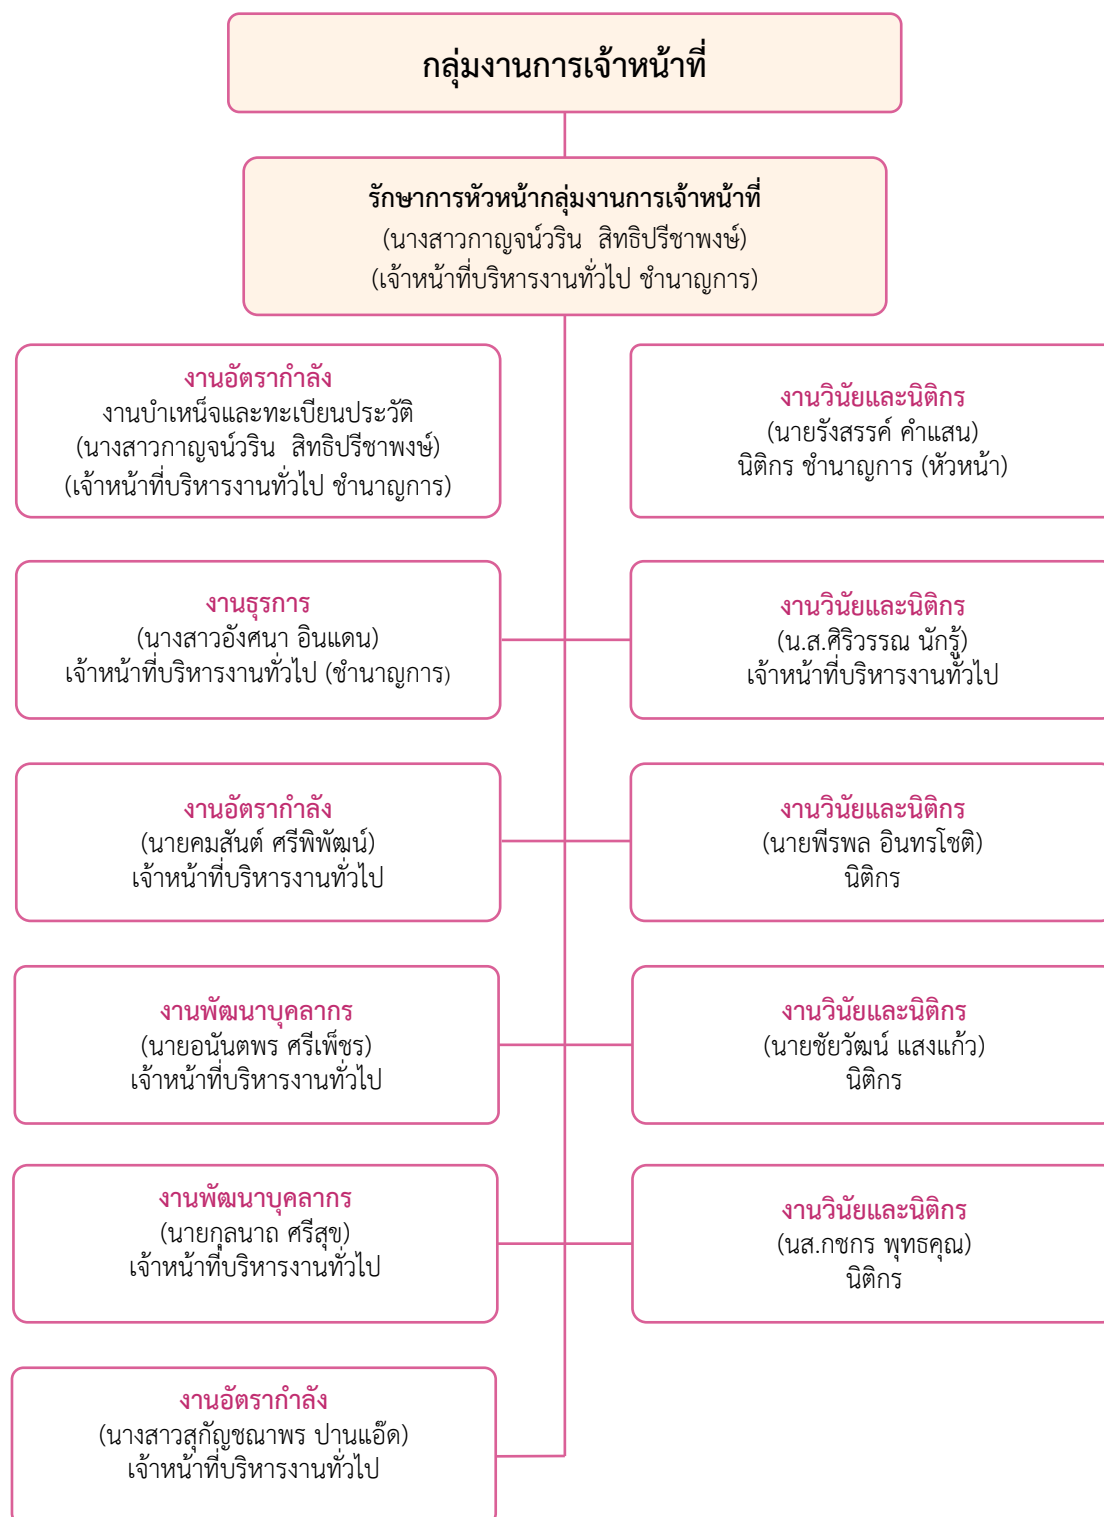 กลุ่มงานการเจ้าหน้าที่
รักษาการหัวหน้ากลุ่มงานการเจ้าหน้าที่
(นางสาวกาญจน์วริน สิทธิปรีชาพงษ์)
(เจ้าหน้าที่บริหารงานทั่วไป ชำนาญการ)
งานอัตรากำลัง
งานบำเหน็จและทะเบียนประวัติ
(นางสาวกาญจน์วริน สิทธิปรีชาพงษ์)
(เจ้าหน้าที่บริหารงานทั่วไป ชำนาญการ)
งานวินัยและนิติกร
(นายรังสรรค์ คำแสน)
นิติกร ชำนาญการ (หัวหน้า)
งานธุรการ
(นางสาวอังศนา อินแดน)
เจ้าหน้าที่บริหารงานทั่วไป (ชำนาญการ)
งานวินัยและนิติกร
(น.ส.ศิริวรรณ นักรู้)
เจ้าหน้าที่บริหารงานทั่วไป
งานอัตรากำลัง
(นายคมสันต์ ศรีพิพัฒน์)
เจ้าหน้าที่บริหารงานทั่วไป
งานวินัยและนิติกร
(นายพีรพล อินทรโชติ)
นิติกร
งานพัฒนาบุคลากร
(นายอนันตพร ศรีเพ็ชร)
เจ้าหน้าที่บริหารงานทั่วไป
งานวินัยและนิติกร
(นายชัยวัฒน์ แสงแก้ว)
นิติกร
งานพัฒนาบุคลากร
(นายกุลนาถ ศรีสุข)
เจ้าหน้าที่บริหารงานทั่วไป
งานวินัยและนิติกร
(นส.กชกร พุทธคุณ)
นิติกร
งานอัตรากำลัง
(นางสาวสุกัญชณาพร ปานแอ๊ด)
เจ้าหน้าที่บริหารงานทั่วไป